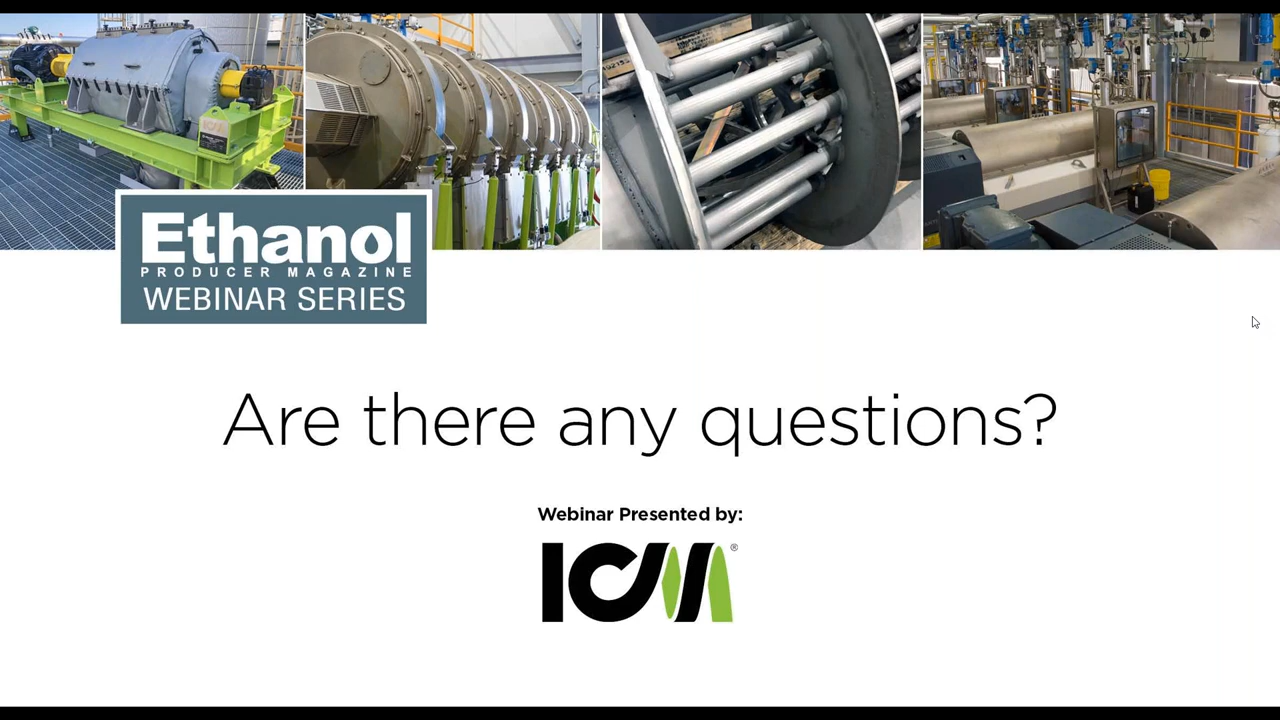 Ethanol
PRODUCER MAGAZINE
WEBINAR SERIES
Are there any questions?
Webinar Presented by:
ICM®